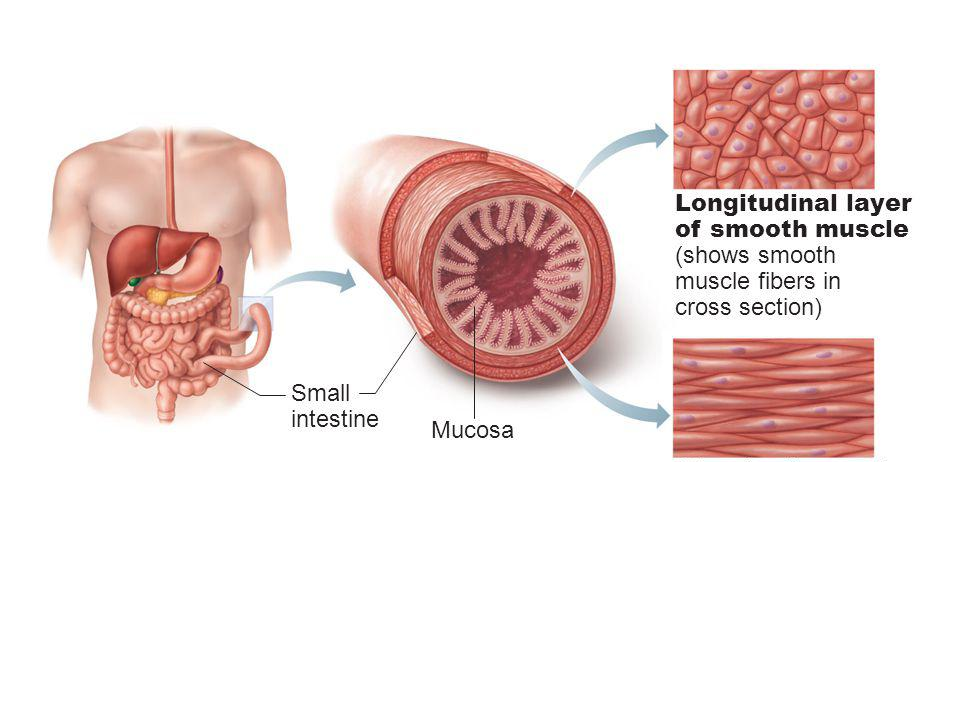 Longitudinal layer
of smooth muscle
(shows smooth
muscle fibers in
cross section)
Small
intestine
Mucosa